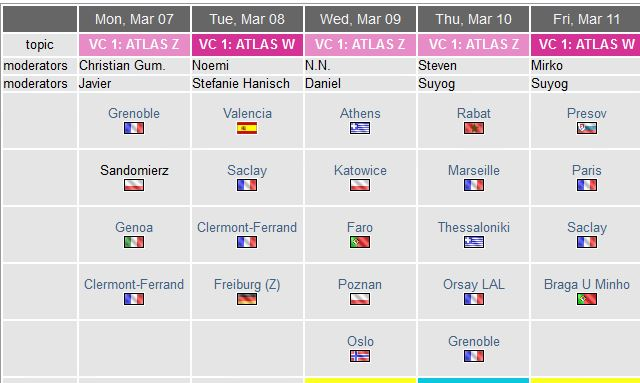 Mon, Mar 07 Tue, Mar 08 Wed, Mar 09 Thu, Mar 10 Fri, Mar 11
topic VC 1: ATLAS Z VC 1: ATLAS W VC 1: ATLAS Z VC 1: ATLAS Z VC 1: ATLAS W
moderators Christian Gum. Noemi N.N. Steven Mirko
moderators Javier Stefanie Hanisch Daniel Suyog Suyog
Grenoble Valencia Athens Rabat Presov
Sandomierz Saclay Katowice Marseille Paris
Genoa Clermont-Ferrand Faro Thessaloniki Saclay
Clermont-Ferrand Freiburg (Z) Poznan Orsay LAL Braga U Minho
Oslo Grenoble